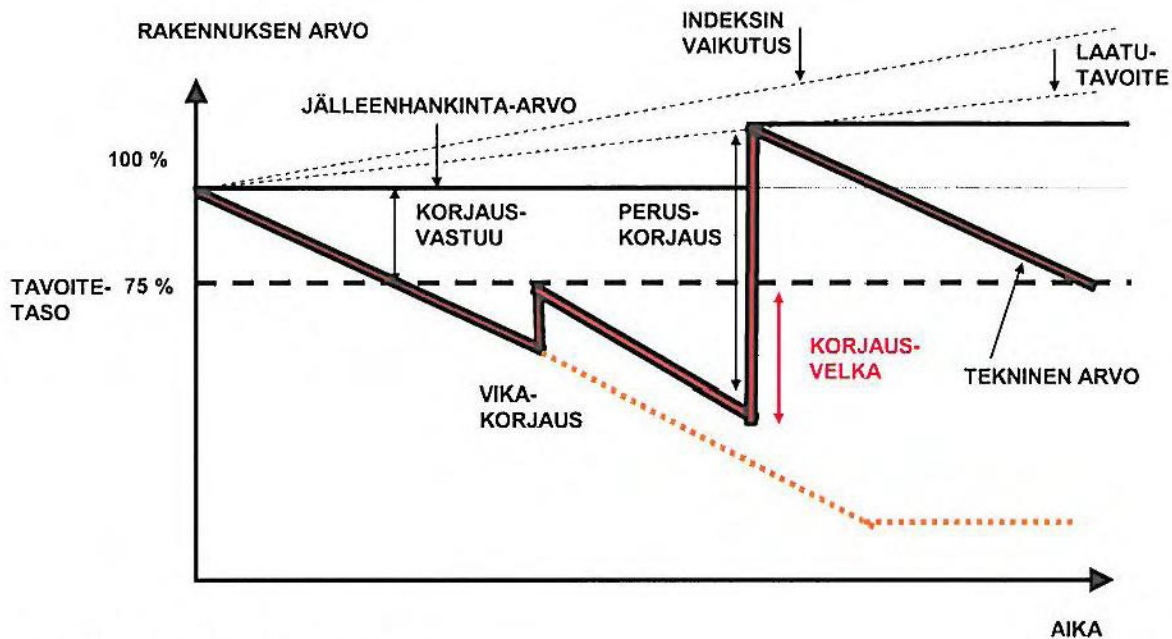 RAKENNUKSEN ARVO
INDEKSIN
VAIKUTUS
LAATU-
TAVOITE
JÄLLEENHANKINTA-ARVO
100 %
KORJAUS-
VASTUU
PERUS-
KORJAUS
TAVOITE-
TASO
75 %
KORJAUS-
VELKA
TEKNINEN ARVO
VIKA-
KORJAUS
AIKA